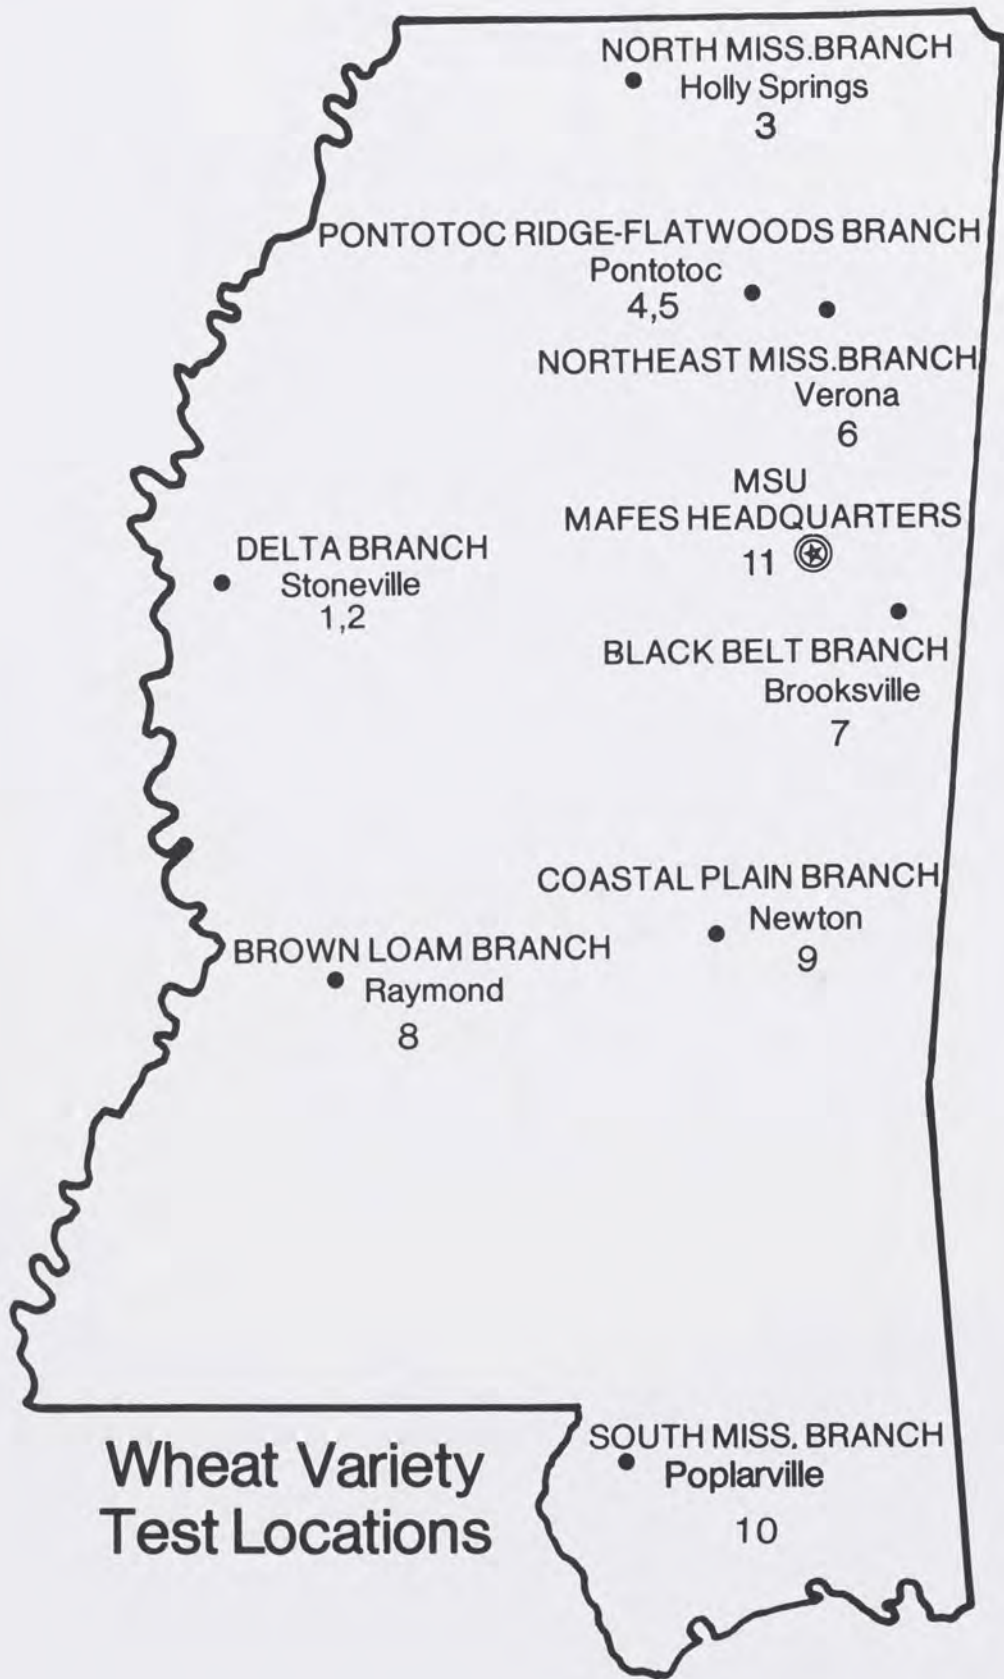 NORTH MISS.BRANCH
Holly Springs
3
PONTOTOC RIDGE-FLATWOODS BRANCH
Pontotoc
4,5
NORTHEAST MISS.BRANCH
Verona
6
MSU
MAFES HEADQUARTERS
11
DELTA BRANCH
Stoneville
1,2
BLACK BELT BRANCH
Brooksville
7
COASTAL PLAIN BRANCH
Newton
9
BROWN LOAM BRANCH
Raymond
8
SOUTH MISS. BRANCH
Poplarville
10
Wheat Variety
Test Locations